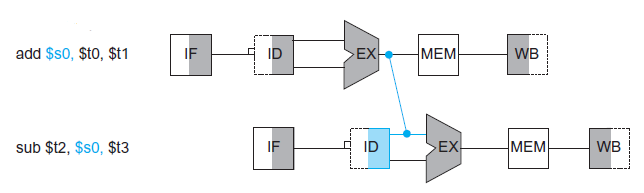 add $s0, $t0, $t1 IF ID EX MEM WB
sub $t2, $s0, $t3 IF ID EX MEM WB